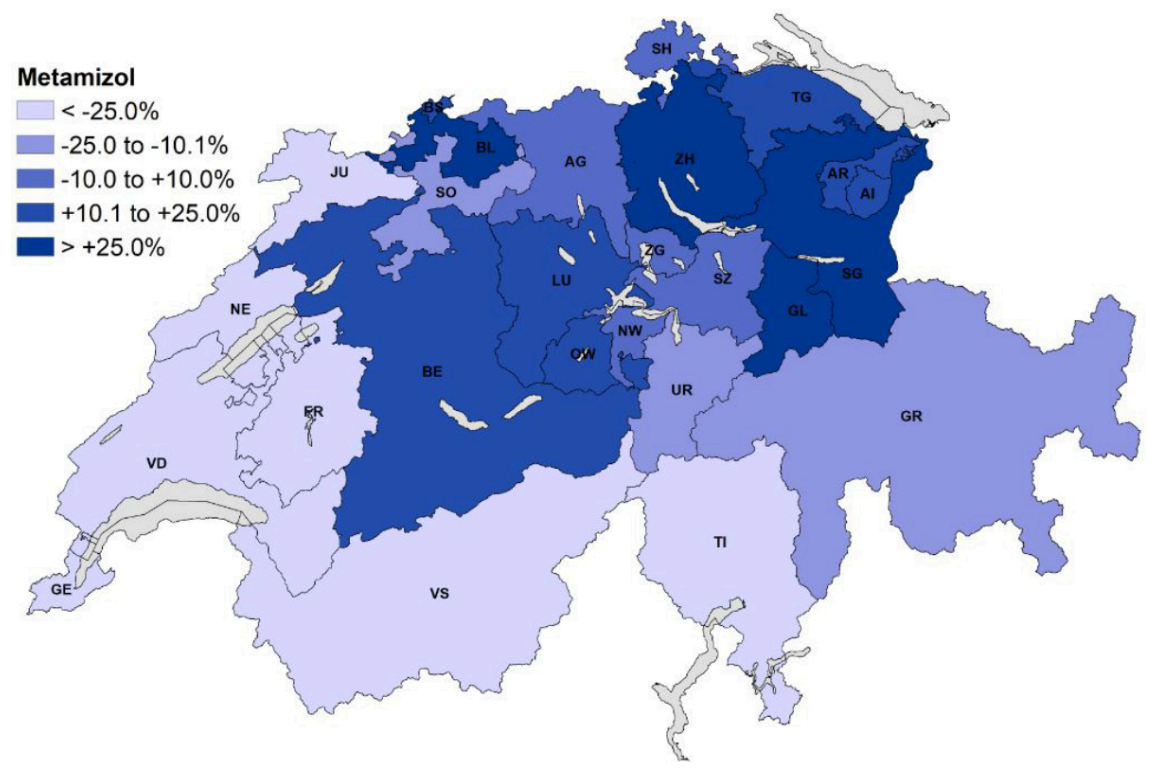 Metamizol
< -25.0%
-25.0 to -10.1%
-10.0 to +10.0%
+10.1 to +25.0%
> +25.0%
SH
BS
TG
BL
AG
ZH
JU
SO
AR
AI
ZG
LU
SZ
SG
NE
GL
NW
OW
BE
UR
FR
GR
VD
TI
GE
VS